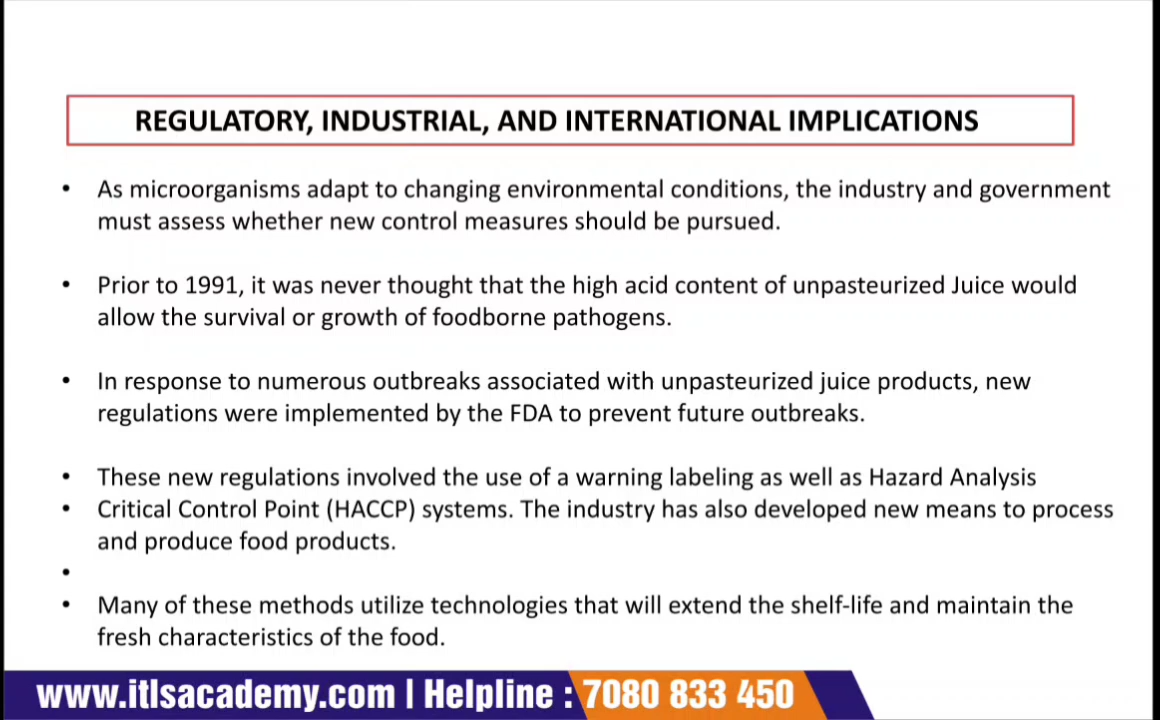 REGULATORY, INDUSTRIAL, AND INTERNATIONAL IMPLICATIONS
• As microorganisms adapt to changing environmental conditions, the industry and government
must assess whether new control measures should be pursued.
• Prior to 1991, it was never thought that the high acid content of unpasteurized Juice would
allow the survival or growth of foodborne pathogens.
• In response to numerous outbreaks associated with unpasteurized juice products, new
regulations were implemented by the FDA to prevent future outbreaks.
• These new regulations involved the use of a warning labeling as well as Hazard Analysis
• Critical Control Point (HACCP) systems. The industry has also developed new means to process
and produce food products.
•
• Many of these methods utilize technologies that will extend the shelf-life and maintain the
fresh characteristics of the food.
www.itlsacademy.com | Helpline : 7080 833 450